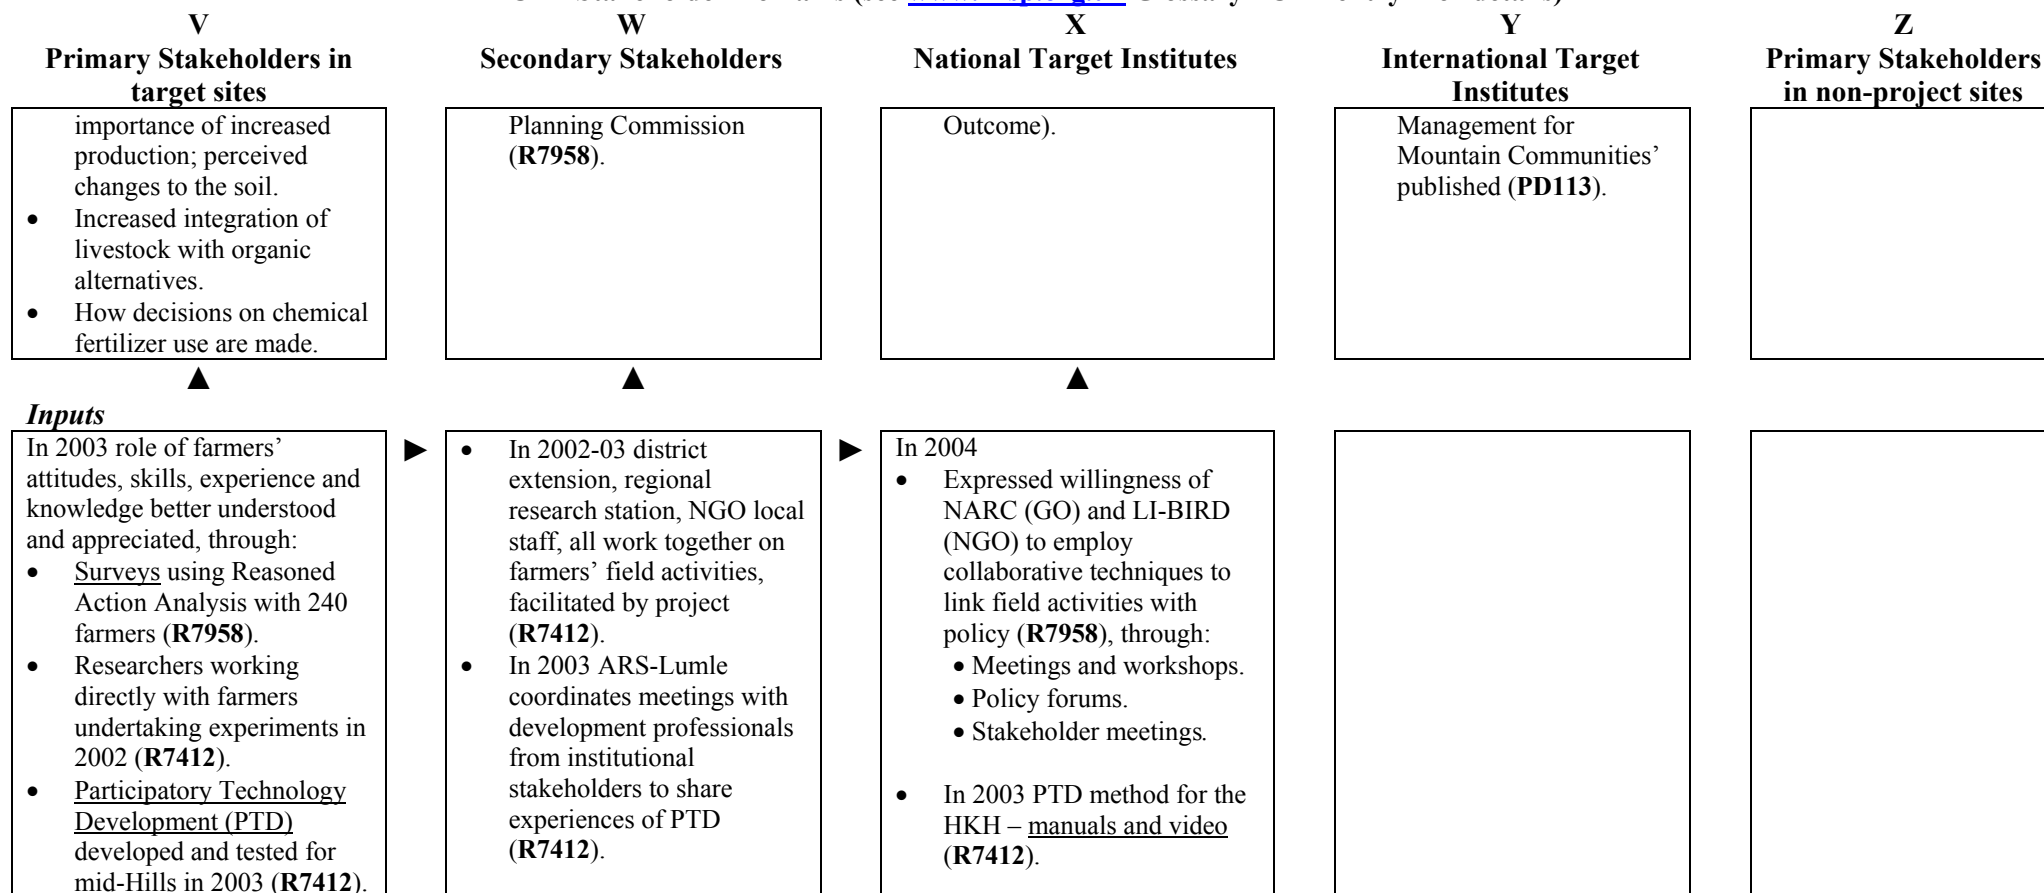 V
Primary Stakeholders in
target sites
W
Secondary Stakeholders
X
National Target Institutes
Y
International Target
Institutes
Z
Primary Stakeholders
in non-project sites
importance of increased
production; perceived
changes to the soil.
• Increased integration of
livestock with organic
alternatives.
• How decisions on chemical
fertilizer use are made.
Planning Commission
(R7958).
Outcome).
Management for
Mountain Communities’
published (PD113).
▲
▲
▲
Inputs
In 2003 role of farmers’
attitudes, skills, experience and
knowledge better understood
and appreciated, through:
• Surveys using Reasoned
Action Analysis with 240
farmers (R7958).
• Researchers working
directly with farmers
undertaking experiments in
2002 (R7412).
• Participatory Technology
Development (PTD)
developed and tested for
mid-Hills in 2003 (R7412).
►
• In 2002-03 district
extension, regional
research station, NGO local
staff, all work together on
farmers’ field activities,
facilitated by project
(R7412).
• In 2003 ARS-Lumle
coordinates meetings with
development professionals
from institutional
stakeholders to share
experiences of PTD
(R7412).
►
In 2004
• Expressed willingness of
NARC (GO) and LI-BIRD
(NGO) to employ
collaborative techniques to
link field activities with
policy (R7958), through:
• Meetings and workshops.
• Policy forums.
• Stakeholder meetings.
• In 2003 PTD method for the
HKH – manuals and video
(R7412).